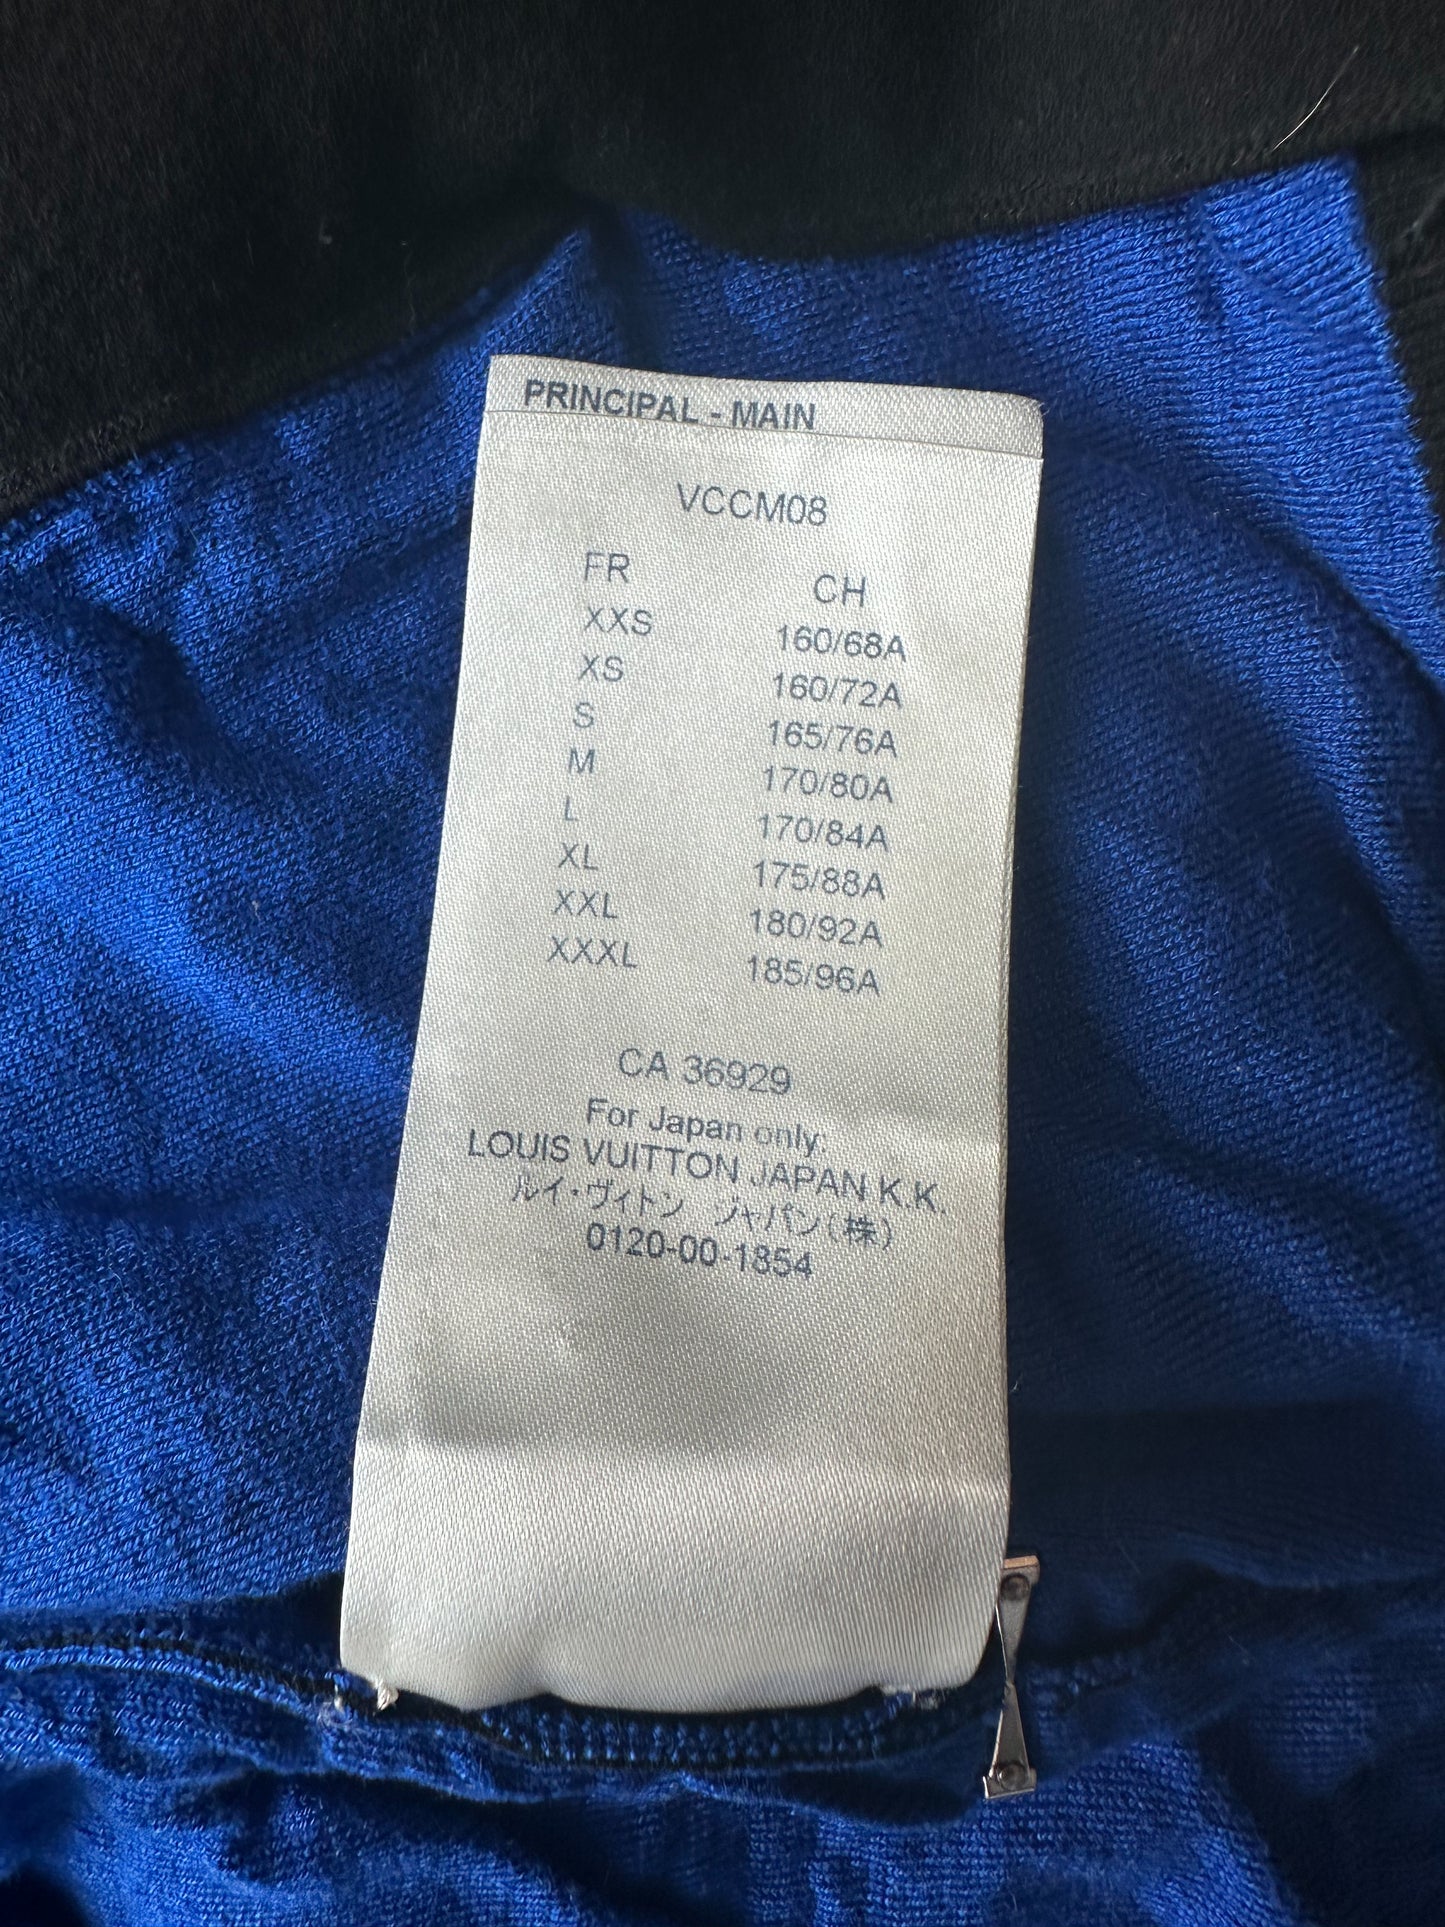 PRINCIPAL - MAIN
VCCM08
FR CH
XXS 160/68A
XS 160/72A
S 165/76A
M 170/80A
L 170/84A
XL 175/88A
XXL 180/92A
XXXL 185/96A
CA 36929
For Japan only:
LOUIS VUITTON JAPAN K.K.
ルイ・ヴィトン ジャパン(株)
0120-00-1854